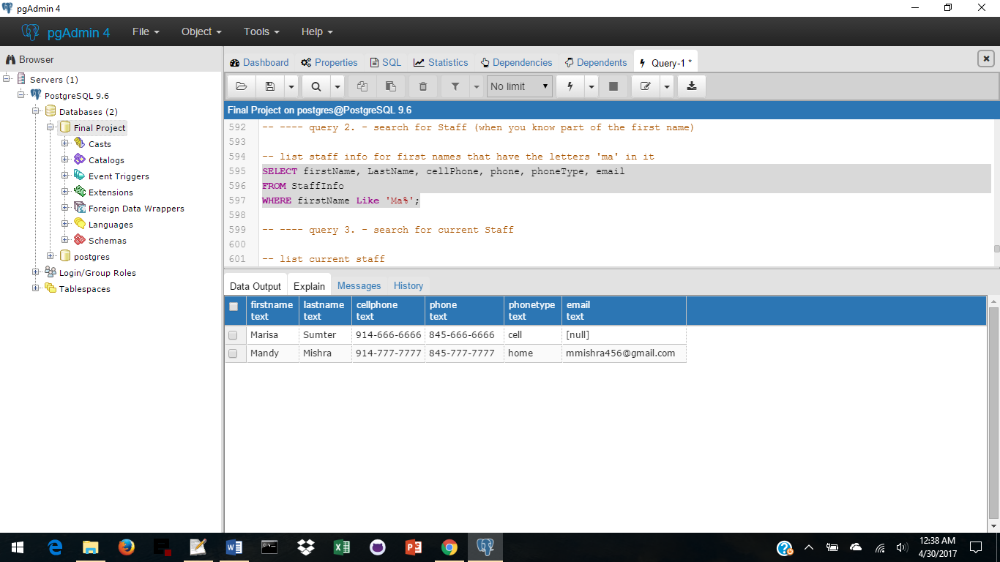 pgAdmin 4
pgAdmin 4 File Object Tools Help
Browser
Servers (1)
PostgreSQL 9.6
Databases (2)
Final Project
Casts
Catalogs
Event Triggers
Extensions
Foreign Data Wrappers
Languages
Schemas
postgres
Login/Group Roles
Tablespaces
Dashboard Properties SQL Statistics Dependencies Dependents Query-1 *
No limit
Final Project on postgres@PostgreSQL 9.6
592 -- ---- query 2. - search for Staff (when you know part of the first name)
593
594 -- list staff info for first names that have the letters 'ma' in it
595 SELECT firstName, LastName, cellPhone, phone, phoneType, email
596 FROM StaffInfo
597 WHERE firstName Like 'Ma%';
598
599 -- ---- query 3. - search for current Staff
600
601 -- list current staff
Data Output Explain Messages History
firstname lastname cellphone phone phonetype email
text text text text text text
Marisa Sumter 914-666-6666 845-666-6666 cell [null]
Mandy Mishra 914-777-7777 845-777-7777 home mmishra456@gmail.com
12:38 AM
4/30/2017